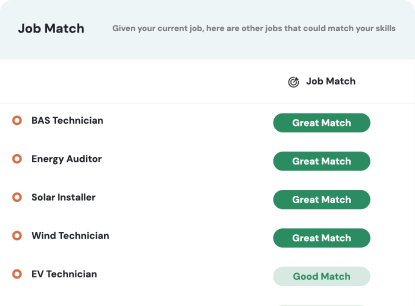 Job Match
Given your current job, here are other jobs that could match your skills
Job Match
BAS Technician
Great Match
Energy Auditor
Great Match
Solar Installer
Great Match
Wind Technician
Great Match
EV Technician
Good Match